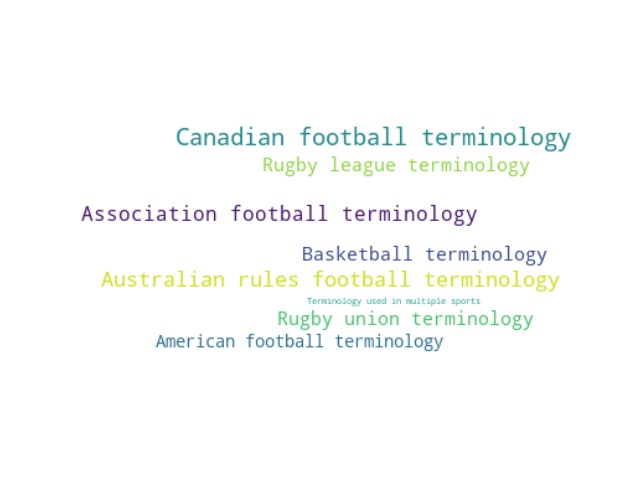 Canadian football terminology
Rugby league terminology
Association football terminology
Basketball terminology
Australian rules football terminology
Terminology used in multiple sports
Rugby union terminology
American football terminology